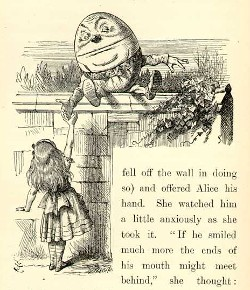 fell off the wall in doing
so) and offered Alice his
hand. She watched him
a little anxiously as she
took it. "If he smiled
much more the ends of
his mouth might meet
behind," she thought: